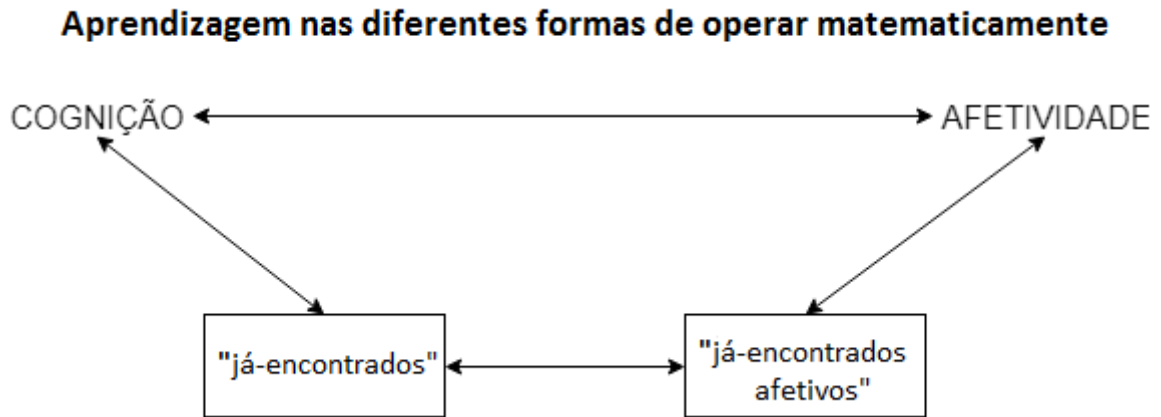 Aprendizagem nas diferentes formas de operar matematicamente
COGNIÇÃO
AFETIVIDADE
"já-encontrados"
"já-encontrados
afetivos"